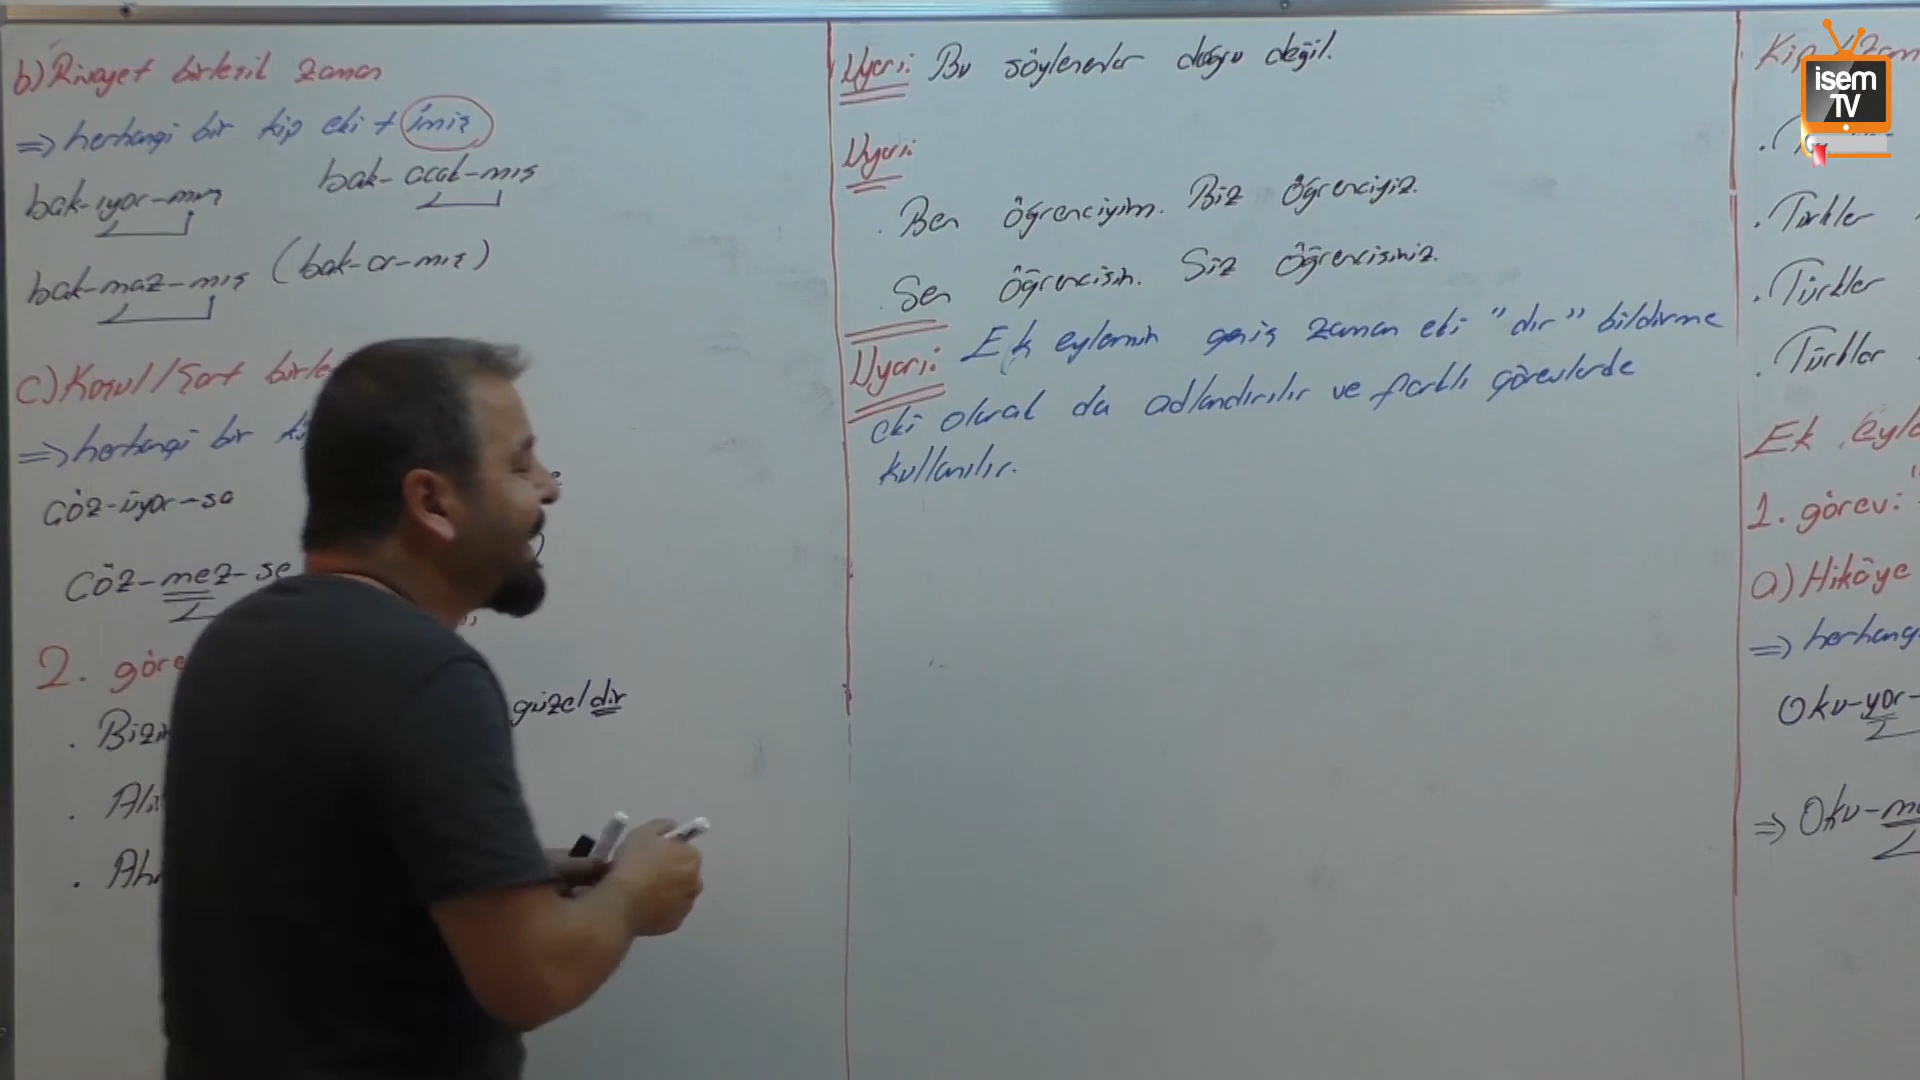 b) Rivayet birleşik zaman
⇒ herhangi bir kip eki + imiş
bak-ıyor-muş
bak-acak-mış
bak-maz-mış (bak-ar-mış)
c) Koşul/Şart birle
⇒ herhangi bir
çöz-üyor-sa
çöz-mez-se
2. göre
. Bizi
güzeldir
. Ali
. Ah
Uyarı: Bu söylenenler doğru değil.
Uyarı:
. Ben öğrenciyim. Biz öğrenciyiz.
. Sen öğrencisin. Siz öğrencisiniz.
Uyarı: Ek eylemin geniş zaman eki "dır" bildirme
eki olarak da adlandırılır ve farklı görevlerde
kullanılır.
isem
TV
. Türkler
. Türkler
. Türkler
Ek eyle
1. görev: "
a) Hikâye
⇒ herhang
Oku-yor-
⇒ Oku-m